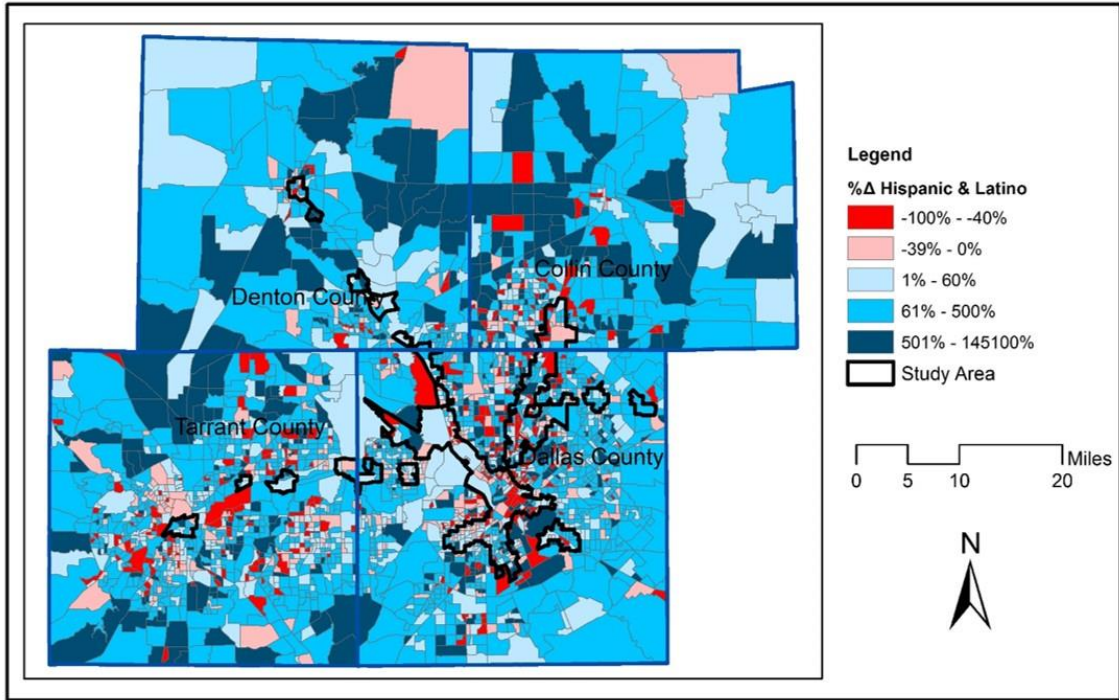 Denton County
Collin County
Tarrant County
Dallas County
Legend
%Δ Hispanic & Latino
-100% - -40%
-39% - 0%
1% - 60%
61% - 500%
501% - 145100%
Study Area
Miles
0 5 10 20
N